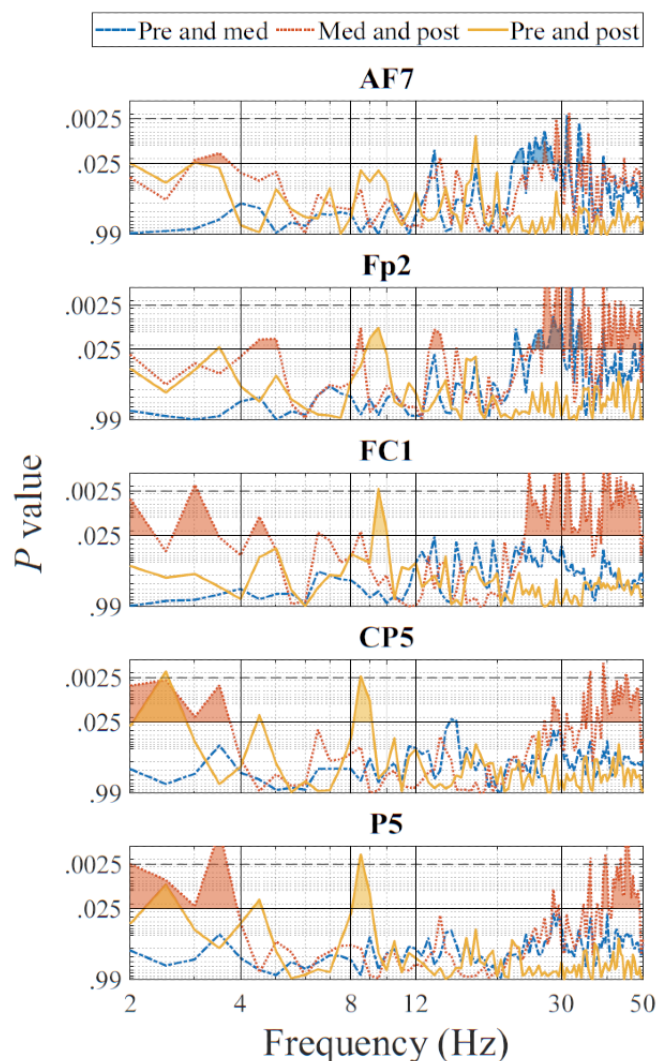 Pre and med Med and post Pre and post
AF7
.0025
.025
.99
Fp2
.0025
.025
.99
FC1
.0025
.025
.99
P value
CP5
.0025
.025
.99
P5
.0025
.025
.99
2 4 8 12 30 50
Frequency (Hz)